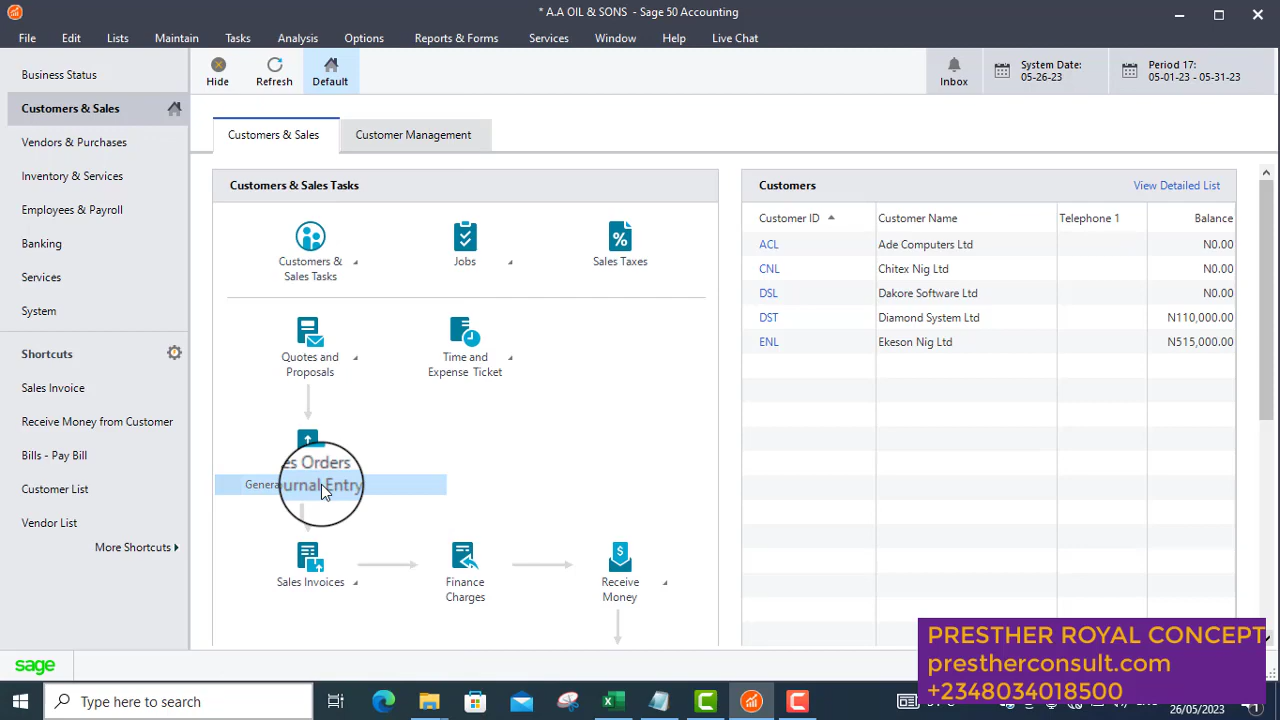 * A.A OIL & SONS - Sage 50 Accounting
File Edit Lists Maintain Tasks Analysis Options Reports & Forms Services Window Help Live Chat
Business Status
Customers & Sales
Vendors & Purchases
Inventory & Services
Employees & Payroll
Banking
Services
System
Shortcuts
Sales Invoice
Receive Money from Customer
Bills - Pay Bill
Customer List
Vendor List
More Shortcuts
Hide Refresh Default
Inbox
System Date:
05-26-23
Period 17:
05-01-23 - 05-31-23
Customers & Sales Customer Management
Customers & Sales Tasks
Customers &
Sales Tasks
Jobs
Sales Taxes
Quotes and
Proposals
Time and
Expense Ticket
es Orders
Genera urnal Entry
Sales Invoices
Finance
Charges
Receive
Money
Customers View Detailed List
Customer ID Customer Name Telephone 1 Balance
ACL Ade Computers Ltd N0.00
CNL Chitex Nig Ltd N0.00
DSL Dakore Software Ltd N0.00
DST Diamond System Ltd N110,000.00
ENL Ekeson Nig Ltd N515,000.00
PRESTHER ROYAL CONCEPT
prestherconsult.com
+2348034018500
sage
Type here to search
26/05/2023
1